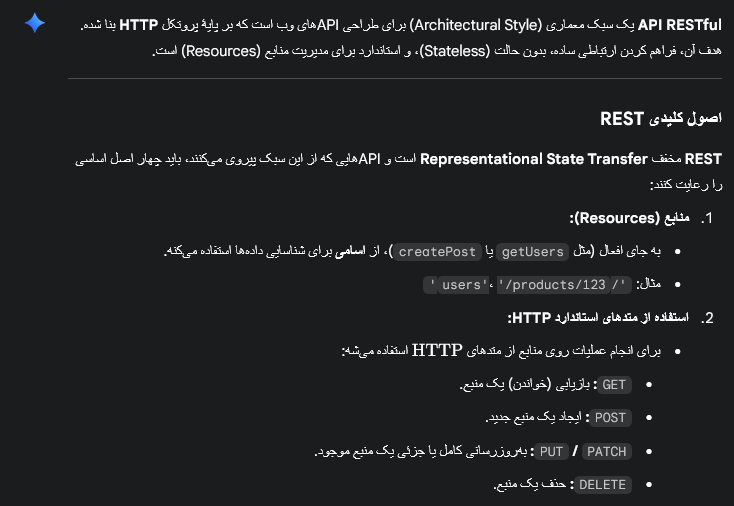 API RESTful یک سبک معماری (Architectural Style) برای طراحی APIهای وب است که بر پایهٔ پروتکل HTTP بنا شده.
هدف آن، فراهم کردن ارتباطی ساده، بدون حالت (Stateless)، و استاندارد برای مدیریت منابع (Resources) است.
اصول کلیدی REST
REST مخفف Representational State Transfer است و APIهایی که از این سبک پیروی می‌کنند، باید چهار اصل اساسی
را رعایت کنند:
1. منابع (Resources):
• به جای افعال (مثل getUsers یا createPost)، از اسامی برای شناسایی داده‌ها استفاده می‌کنه.
• مثال: '/users'، '/products/123'
2. استفاده از متدهای استاندارد HTTP:
• برای انجام عملیات روی منابع از متدهای HTTP استفاده می‌شه:
• GET: بازیابی (خواندن) یک منبع.
• POST: ایجاد یک منبع جدید.
• PUT / PATCH: به‌روزرسانی کامل یا جزئی یک منبع موجود.
• DELETE: حذف یک منبع.